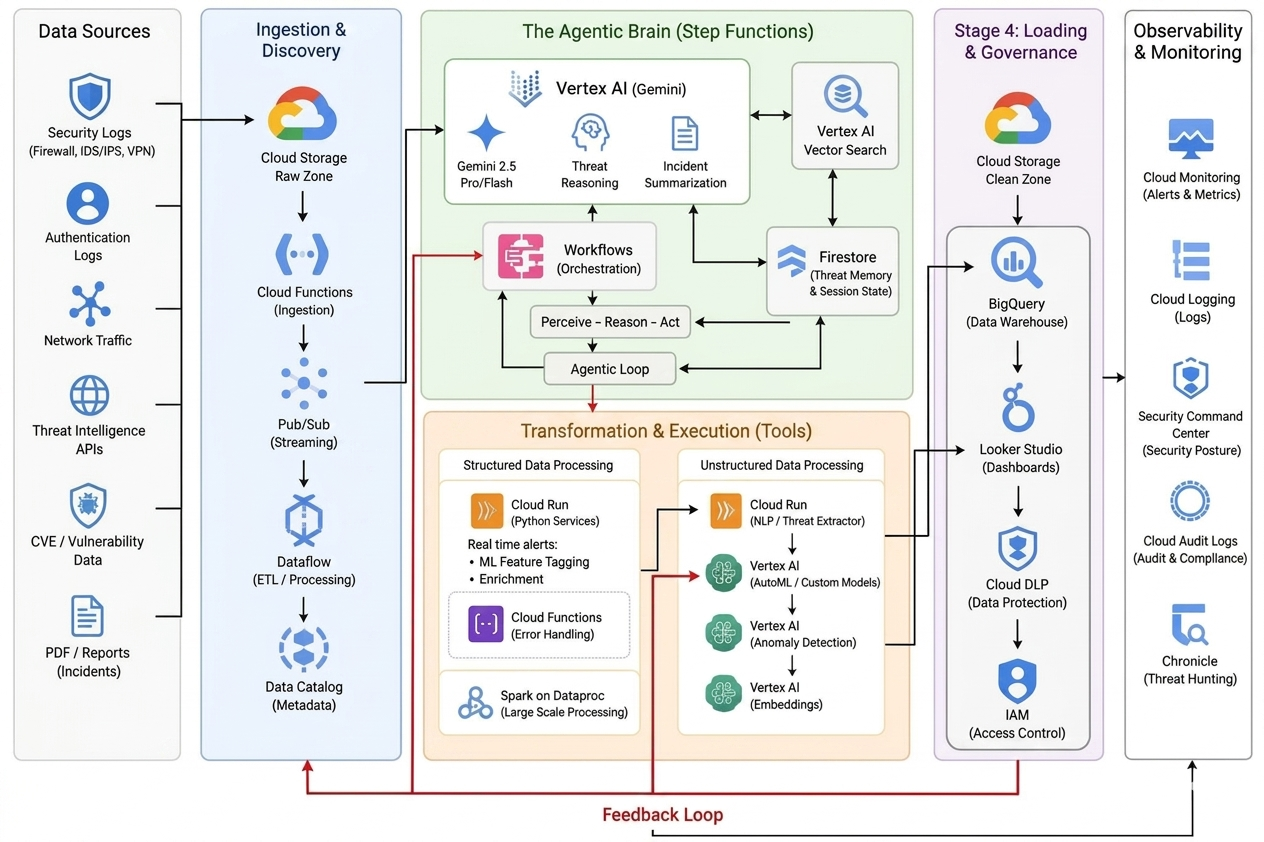 Data Sources
Security Logs
(Firewall, IDS/IPS, VPN)
Authentication
Logs
Network Traffic
Threat Intelligence
APIs
CVE / Vulnerability
Data
PDF / Reports
(Incidents)
Ingestion &
Discovery
Cloud Storage
Raw Zone
Cloud Functions
(Ingestion)
Pub/Sub
(Streaming)
Dataflow
(ETL / Processing)
Data Catalog
(Metadata)
The Agentic Brain (Step Functions)
Vertex AI (Gemini)
Gemini 2.5
Pro/Flash
Threat
Reasoning
Incident
Summarization
Vertex AI
Vector Search
Workflows
(Orchestration)
Firestore
(Threat Memory
& Session State)
Perceive – Reason – Act
Agentic Loop
Transformation & Execution (Tools)
Structured Data Processing
Cloud Run
(Python Services)
Real time alerts:
• ML Feature Tagging
• Enrichment
Cloud Functions
(Error Handling)
Spark on Dataproc
(Large Scale Processing)
Unstructured Data Processing
Cloud Run
(NLP / Threat Extractor)
Vertex AI
(AutoML / Custom Models)
Vertex AI
(Anomaly Detection)
Vertex AI
(Embeddings)
Stage 4: Loading
& Governance
Cloud Storage
Clean Zone
BigQuery
(Data Warehouse)
Looker Studio
(Dashboards)
Cloud DLP
(Data Protection)
IAM
(Access Control)
Observability
& Monitoring
Cloud Monitoring
(Alerts & Metrics)
Cloud Logging
(Logs)
Security Command
Center
(Security Posture)
Cloud Audit Logs
(Audit & Compliance)
Chronicle
(Threat Hunting)
Feedback Loop